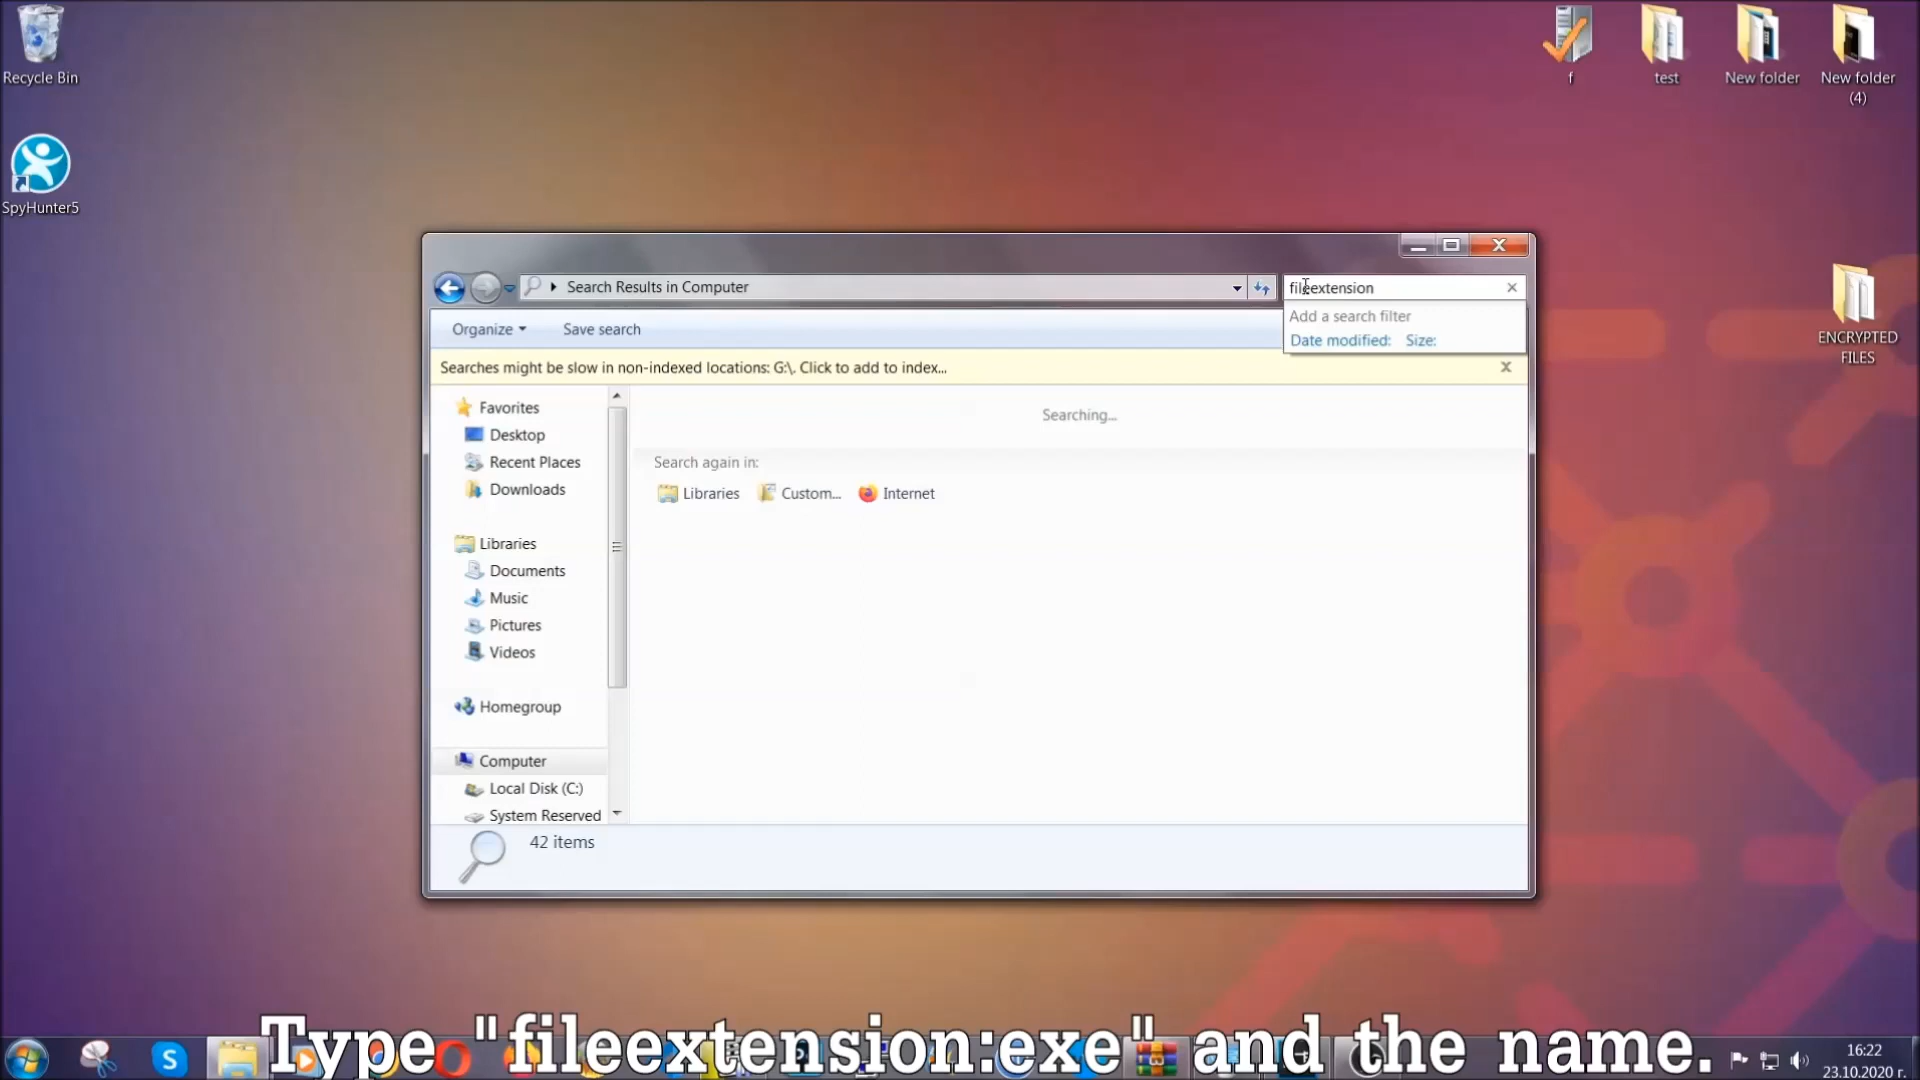 Recycle Bin
SpyHunter5
f
test
New folder
New folder
(4)
ENCRYPTED
FILES
Search Results in Computer
fileextension
Add a search filter
Date modified: Size:
Organize
Save search
Searches might be slow in non-indexed locations: G:\. Click to add to index...
Favorites
Desktop
Recent Places
Downloads
Libraries
Documents
Music
Pictures
Videos
Homegroup
Computer
Local Disk (C:)
System Reserved
Searching...
Search again in:
Libraries
Custom...
Internet
42 items
Type "fileextension:exe" and the name.
16:22
23.10.2020 г.